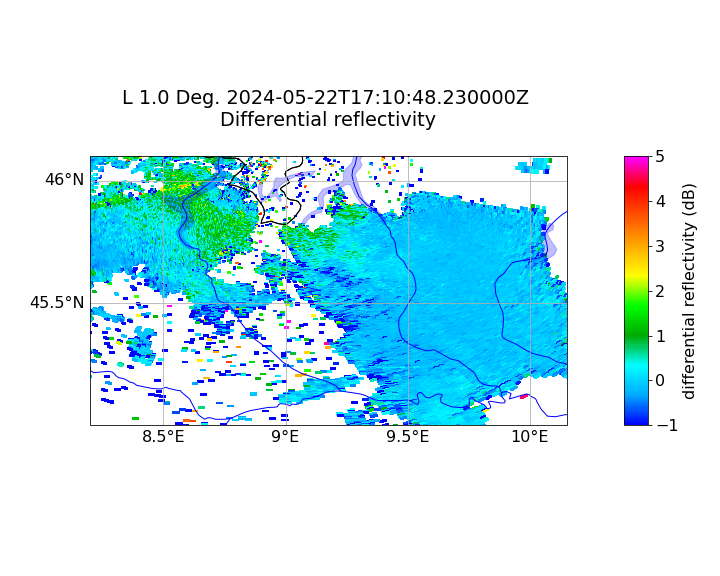 L 1.0 Deg. 2024-05-22T17:10:48.230000Z
Differential reflectivity
46°N
45.5°N
8.5°E
9°E
9.5°E
10°E
5
4
3
2
1
0
−1
differential reflectivity (dB)